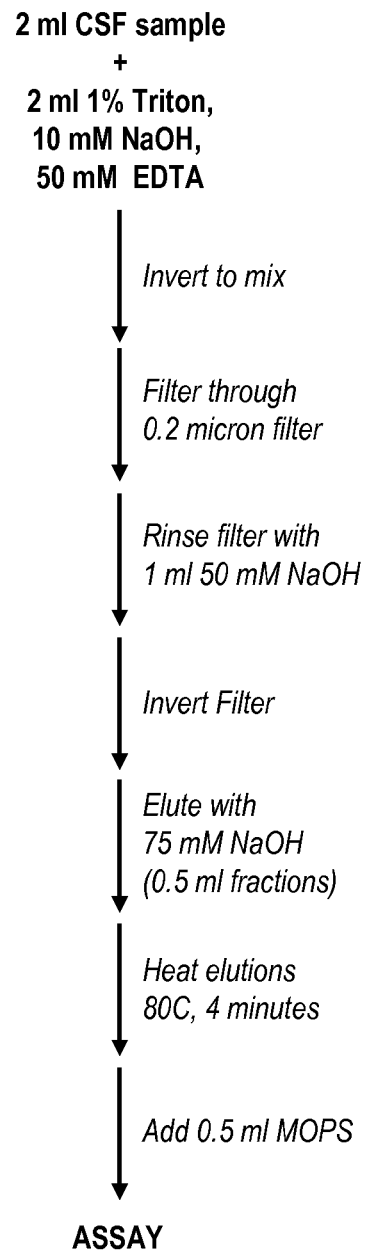 2 ml CSF sample
+
2 ml 1% Triton,
10 mM NaOH,
50 mM EDTA
Invert to mix
Filter through
0.2 micron filter
Rinse filter with
1 ml 50 mM NaOH
Invert Filter
Elute with
75 mM NaOH
(0.5 ml fractions)
Heat elutions
80C, 4 minutes
Add 0.5 ml MOPS
ASSAY